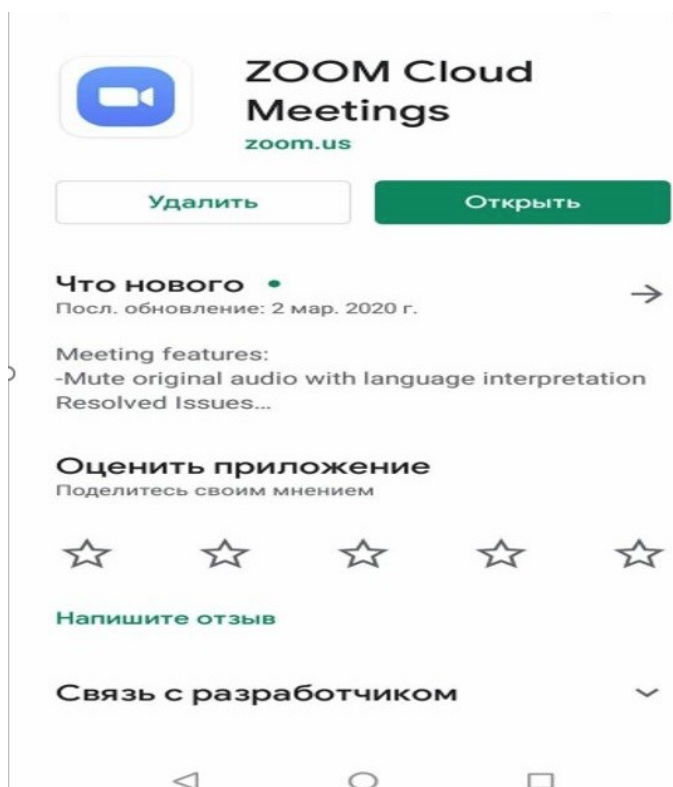 ZOOM Cloud
Meetings
zoom.us
Удалить
Открыть
Что нового
Посл. обновление: 2 мар. 2020 г.
Meeting features:
-Mute original audio with language interpretation
Resolved Issues...
Оценить приложение
Поделитесь своим мнением
Напишите отзыв
Связь с разработчиком